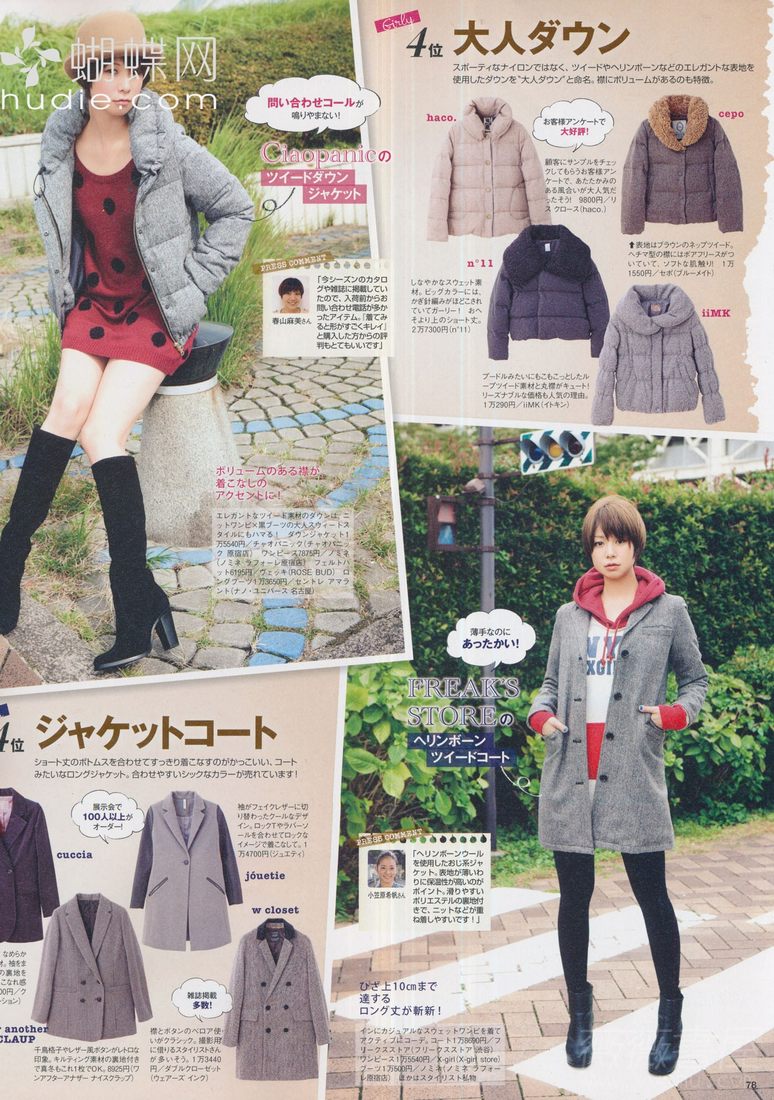 蝴蝶网
hudie.com
Girly
4位 大人ダウン
スポーティなナイロンではなく、ツイードやヘリンボーンなどのエレガントな表地を
使用したダウンを“大人ダウン”と命名。襟にボリュームがあるのも特徴。
問い合わせコールが
鳴りやまない!
Ciaopanicの
ツイードダウン
ジャケット
PRESS COMMENT
春山麻美さん
「今シーズンのカタロ
グや雑誌に掲載してい
たので、入荷前からお
問い合わせ電話が多か
ったアイテム。「着てみ
ると形がすごくキレイ」
と購入した方からの評
判もとてもいいです」
haco.
お客様アンケートで
大好評!
顧客にサンプルをチェッ
クしてもらうお客様アン
ケートで、あたたかみの
ある風合いが大人気だ
ったそう! 9800円/リ
ス クロース(haco.)
cepo
⬆表地はブラウンのネップツイード。
ヘチマ型の襟にはボアフリースがつ
いていて、ソフトな肌触り! 1万
1550円/セポ(ブルーメイト)
n°11
しなやかなスウェット素
材。ビッグカラーには、
かぎ針編みがほどこされ
ていてガーリー! おへ
そより上のショート丈。
2万7300円(n°11)
iiMK
プードルみたいにもこもこっとしたル
ープツイード素材と丸襟がキュート!
リーズナブルな価格も人気の理由。
1万290円/iiMK(イトキン)
ボリュームのある襟が
着こなしの
アクセントに!
エレガントなツイード素材のダウンは、ニ
ットワンピ×黒ブーツの大人スウィートス
タイルにもハマる! ダウンジャケット1
万5540円/チャオパニック(チャオパニッ
ク 原宿店) ワンピース7875円/ノミネ
(ノミネ ラフォーレ原宿店) フェルトハ
ット6195円/ヴェッキ(ROSE BUD) ロ
ングブーツ1万3650円/セントレ アマラ
ント(ナノ・ユニバース 名古屋)
薄手なのに
あったかい!
FREAK'S
STOREの
ヘリンボーン
ツイードコート
PRESS COMMENT
小笠原希帆さん
「ヘリンボーンウール
を使用したおじ系ジ
ャケット。表地が薄いわ
りに保温性が高いのが
ポイント。滑りやすい
ポリエステルの裏地付
きで、ニットなどが重
ね着しやすいです!」
ひざ上10cmまで
達する
ロング丈が斬新!
インにカジュアルなスウェットワンピを着て
アクティブにコーデ。コート1万8690円/フ
リークスストア(フリークスストア 渋谷)
ワンピース1万5540円/X-girl(X-girl store)
ブーツ1万500円/ノミネ(ノミネ ラフォー
レ原宿店) ほかはスタイリスト私物
4位 ジャケットコート
ショート丈のボトムスを合わせてすっきり着こなすのがかっこいい、コート
みたいなロングジャケット。合わせやすいシックなカラーが売れています!
展示会で
100人以上が
オーダー!
cuccia
袖がフェイクレザーに切
り替わったクールなデザ
イン。ロックTやラバーソ
ールを合わせてロックな
イメージで着こなして。1
万4700円(ジュエティ)
jouetie
w closet
雑誌掲載
多数!
another
CLAUP
千鳥格子やレザー風ボタンがレトロな
印象。キルティング素材の裏地付き
で真冬もこれ1枚でOK。8925円(ワ
ンアフターアナザー ナイスクラップ)
襟とボタンのベロア使
いがクラシック。撮影用
に借りるスタイリストさん
が多いそう。1万3440
円/ダブルクローゼット
(ウェアーズ インク)
78